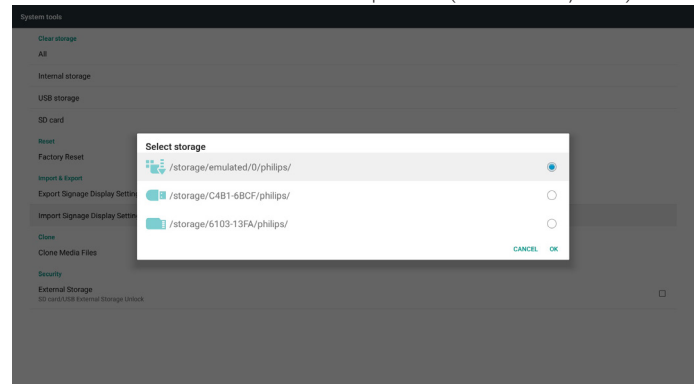 System tools
Clear storage
All
Internal storage
USB storage
SD card
Reset
Factory Reset
Import & Export
Export Signage Display Setting
Import Signage Display Settin
Clone
Clone Media Files
Security
External Storage
SD card/USB External Storage Unlock
Select storage
/storage/emulated/0/philips/
/storage/C4B1-6BCF/philips/
/storage/6103-13FA/philips/
CANCEL OK